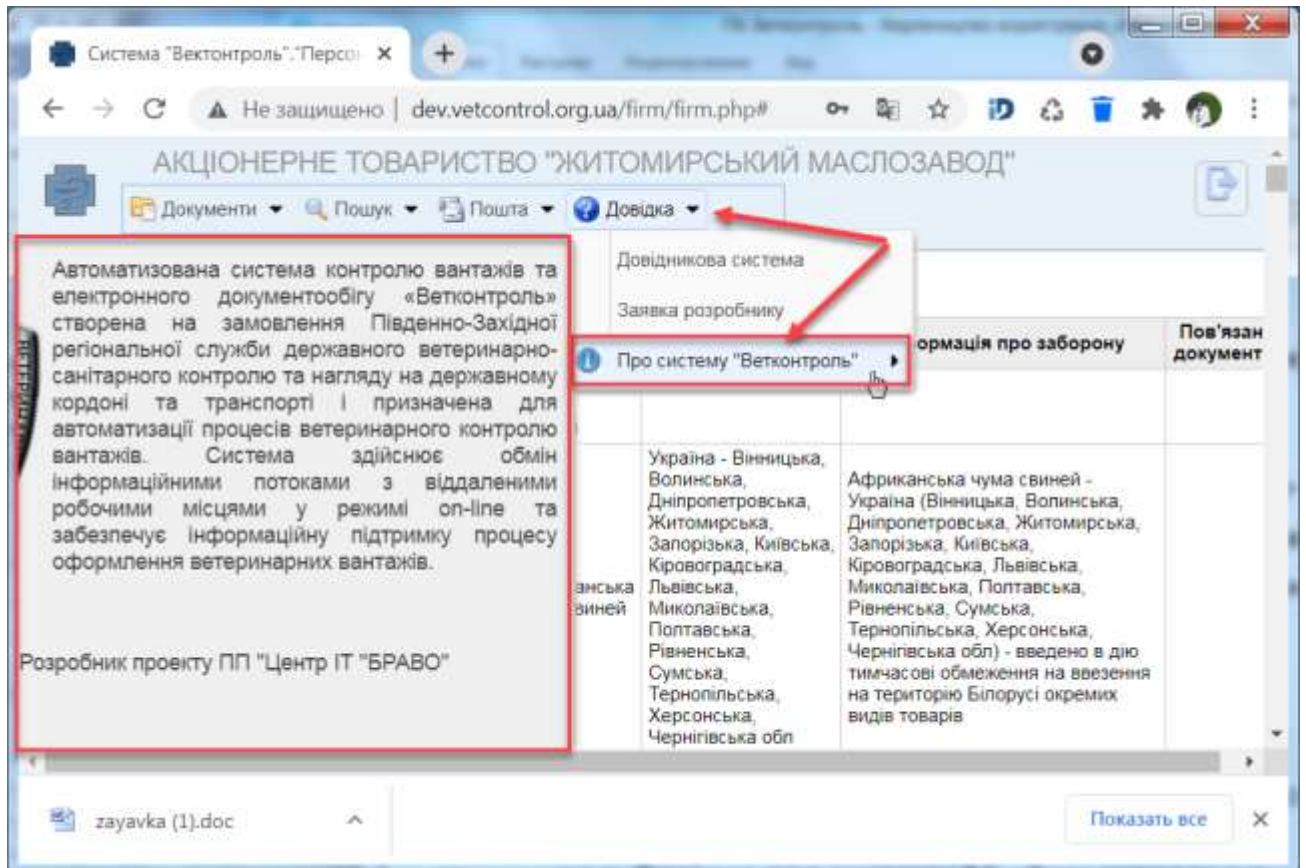 Система "Вектонтроль"."Персо
Не защищено | dev.vetcontrol.org.ua/firm/firm.php#
АКЦІОНЕРНЕ ТОВАРИСТВО "ЖИТОМИРСЬКИЙ МАСЛОЗАВОД"
Документи Пошук Пошта Довідка
Довідникова система
Заявка розробнику
Про систему "Ветконтроль"
Автоматизована система контролю вантажів та
електронного документообігу «Ветконтроль»
створена на замовлення Південно-Західної
регіональної служби державного ветеринарно-
санітарного контролю та нагляду на державному
кордоні та транспорті і призначена для
автоматизації процесів ветеринарного контролю
вантажів. Система здійснює обмін
інформаційними потоками з віддаленими
робочими місцями у режимі on-line та
забезпечує інформаційну підтримку процесу
оформлення ветеринарних вантажів.
Розробник проекту ПП "Центр ІТ "БРАВО"
ормація про заборону
Пов'язан
документ
анська
виней
Україна - Вінницька,
Волинська,
Дніпропетровська,
Житомирська,
Запорізька, Київська,
Кіровоградська,
Львівська,
Миколаївська,
Полтавська,
Рівненська,
Сумська,
Тернопільська,
Херсонська,
Чернігівська обл
Африканська чума свиней -
Україна (Вінницька, Волинська,
Дніпропетровська, Житомирська,
Запорізька, Київська,
Кіровоградська, Львівська,
Миколаївська, Полтавська,
Рівненська, Сумська,
Тернопільська, Херсонська,
Чернігівська обл) - введено в дію
тимчасові обмеження на ввезення
на територію Білорусі окремих
видів товарів
zayavka (1).doc
Показать все